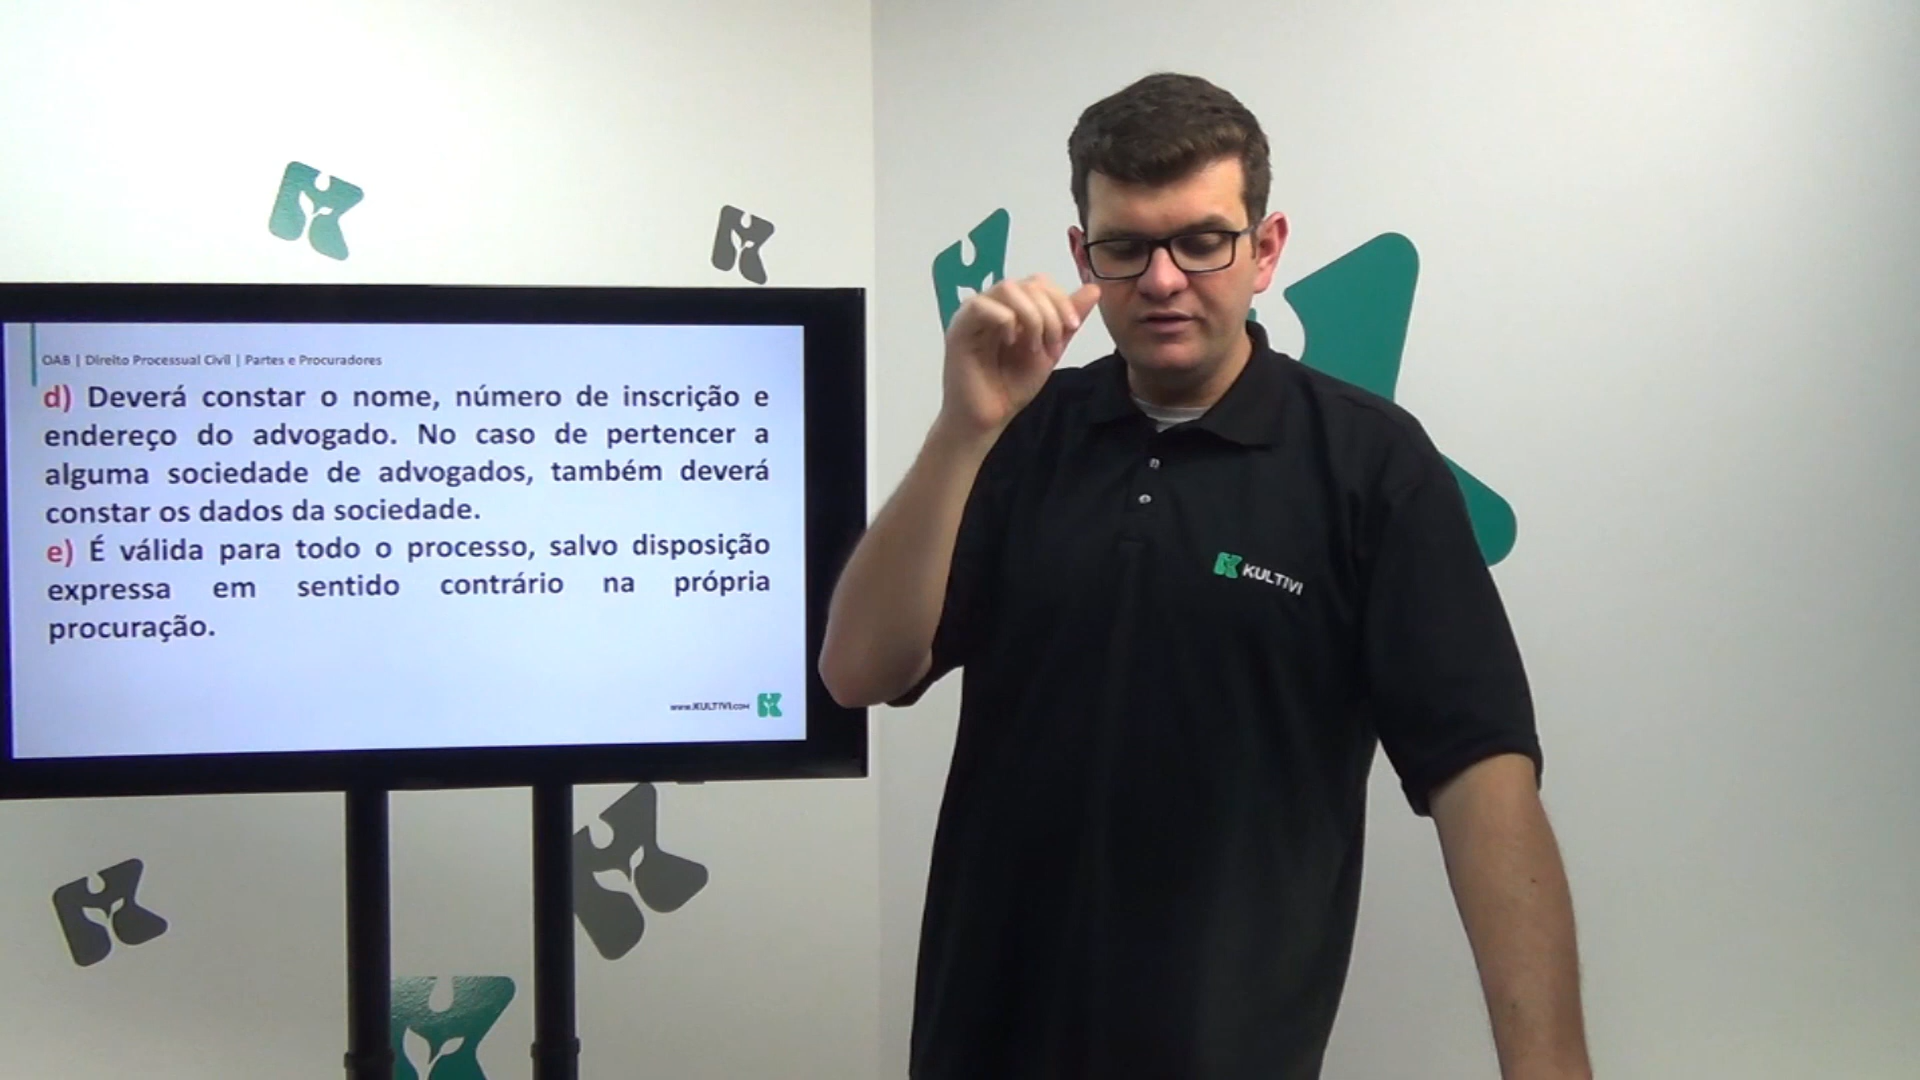 OAB | Direito Processual Civil | Partes e Procuradores
d) Deverá constar o nome, número de inscrição e
endereço do advogado. No caso de pertencer a
alguma sociedade de advogados, também deverá
constar os dados da sociedade.
e) É válida para todo o processo, salvo disposição
expressa em sentido contrário na própria
procuração.
www.KULTIVI.com
KULTIVI